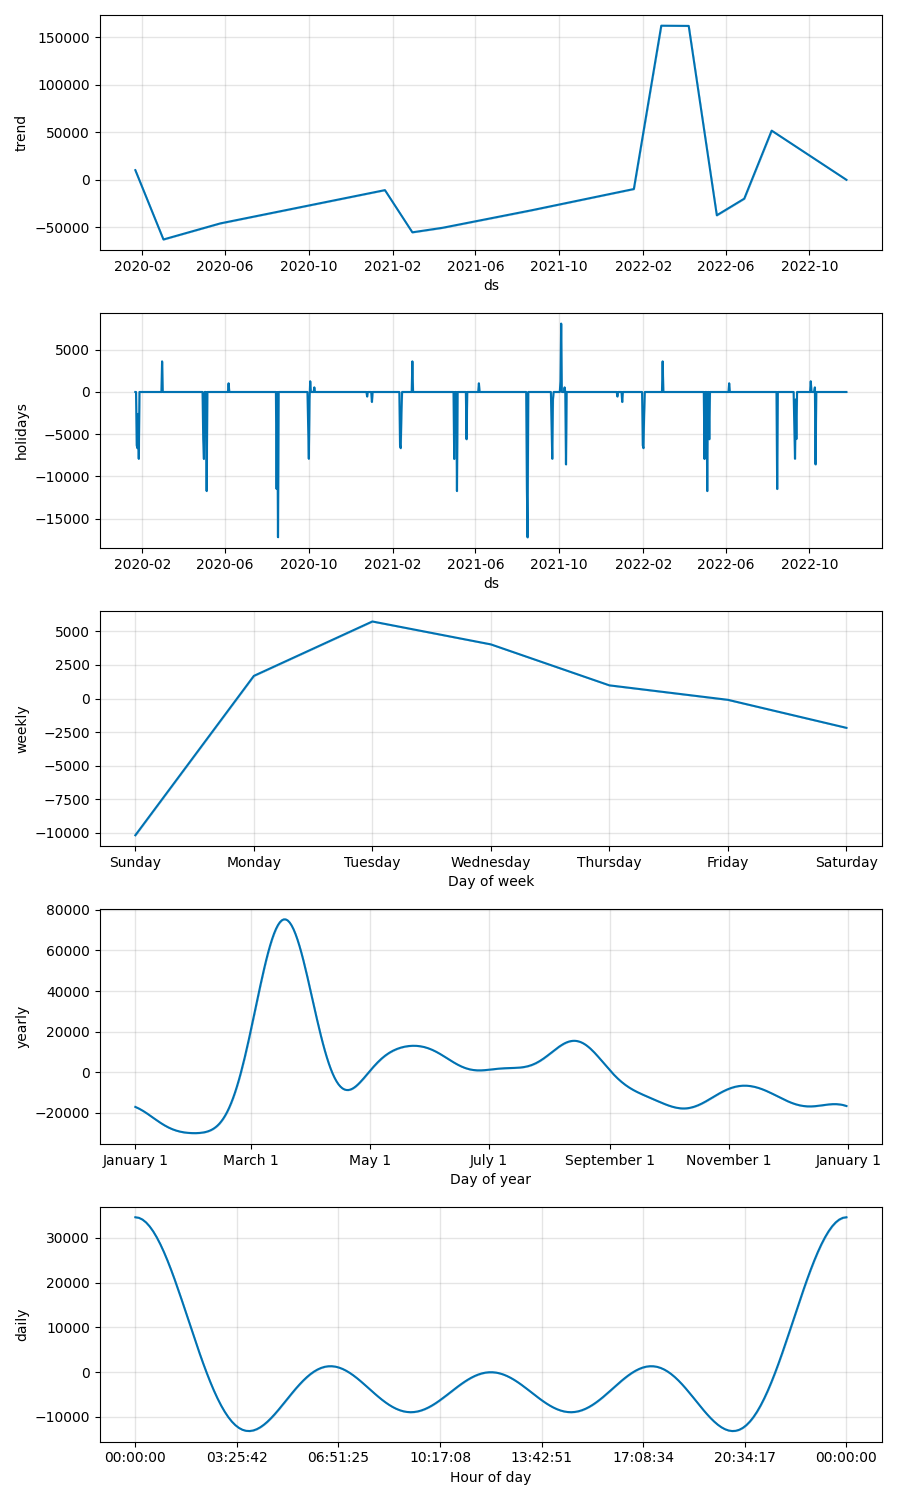 trend
150000
100000
50000
0
−50000
2020-02 2020-06 2020-10 2021-02 2021-06 2021-10 2022-02 2022-06 2022-10
ds
holidays
5000
0
−5000
−10000
−15000
2020-02 2020-06 2020-10 2021-02 2021-06 2021-10 2022-02 2022-06 2022-10
ds
weekly
5000
2500
0
−2500
−5000
−7500
−10000
Sunday Monday Tuesday Wednesday Thursday Friday Saturday
Day of week
yearly
80000
60000
40000
20000
0
−20000
January 1 March 1 May 1 July 1 September 1 November 1 January 1
Day of year
daily
30000
20000
10000
0
−10000
00:00:00 03:25:42 06:51:25 10:17:08 13:42:51 17:08:34 20:34:17 00:00:00
Hour of day